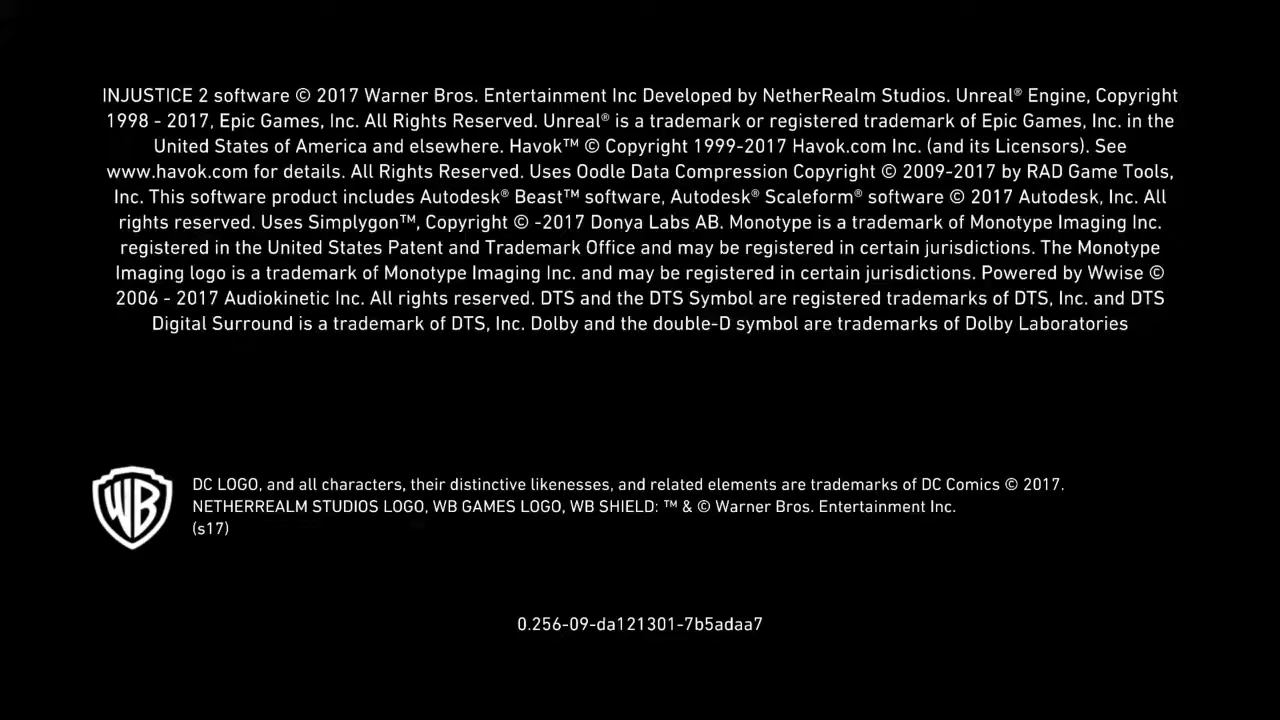 INJUSTICE 2 software © 2017 Warner Bros. Entertainment Inc Developed by NetherRealm Studios. Unreal® Engine, Copyright
1998 - 2017, Epic Games, Inc. All Rights Reserved. Unreal® is a trademark or registered trademark of Epic Games, Inc. in the
United States of America and elsewhere. Havok™ © Copyright 1999-2017 Havok.com Inc. (and its Licensors). See
www.havok.com for details. All Rights Reserved. Uses Oodle Data Compression Copyright © 2009-2017 by RAD Game Tools,
Inc. This software product includes Autodesk® Beast™ software, Autodesk® Scaleform® software © 2017 Autodesk, Inc. All
rights reserved. Uses Simplygon™, Copyright © -2017 Donya Labs AB. Monotype is a trademark of Monotype Imaging Inc.
registered in the United States Patent and Trademark Office and may be registered in certain jurisdictions. The Monotype
Imaging logo is a trademark of Monotype Imaging Inc. and may be registered in certain jurisdictions. Powered by Wwise ©
2006 - 2017 Audiokinetic Inc. All rights reserved. DTS and the DTS Symbol are registered trademarks of DTS, Inc. and DTS
Digital Surround is a trademark of DTS, Inc. Dolby and the double-D symbol are trademarks of Dolby Laboratories
WB
DC LOGO, and all characters, their distinctive likenesses, and related elements are trademarks of DC Comics © 2017.
NETHERREALM STUDIOS LOGO, WB GAMES LOGO, WB SHIELD: ™ & © Warner Bros. Entertainment Inc.
(s17)
0.256-09-da121301-7b5adaa7